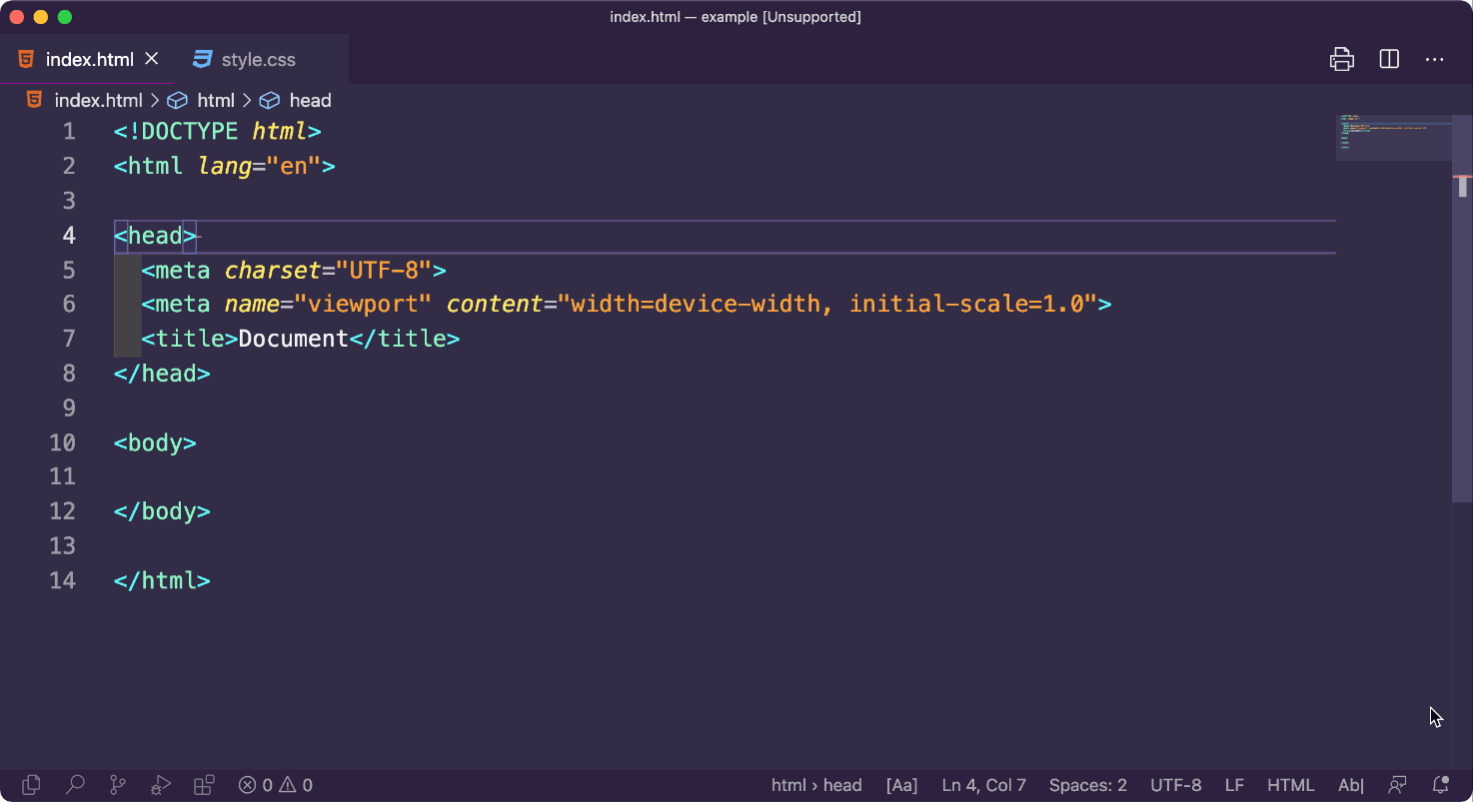 index.html — example [Unsupported]
index.html style.css
index.html > html > head
1 <!DOCTYPE html>
2 <html lang="en">
3
4 <head>
5 <meta charset="UTF-8">
6 <meta name="viewport" content="width=device-width, initial-scale=1.0">
7 <title>Document</title>
8 </head>
9
10 <body>
11
12 </body>
13
14 </html>
0 0 html › head [Aa] Ln 4, Col 7 Spaces: 2 UTF-8 LF HTML Ab|